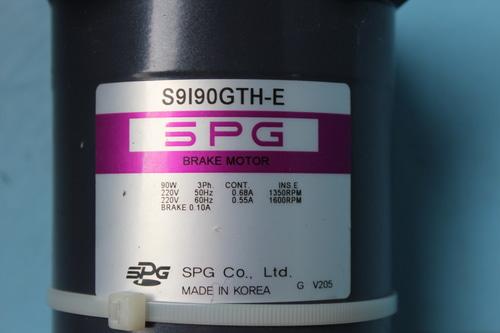 S9I90GTH-E
SPG
BRAKE MOTOR
90W 3Ph. CONT. INS.E
220V 50Hz 0.68A 1350RPM
220V 60Hz 0.55A 1600RPM
BRAKE 0.10A
SPG SPG Co., Ltd.
MADE IN KOREA G V205